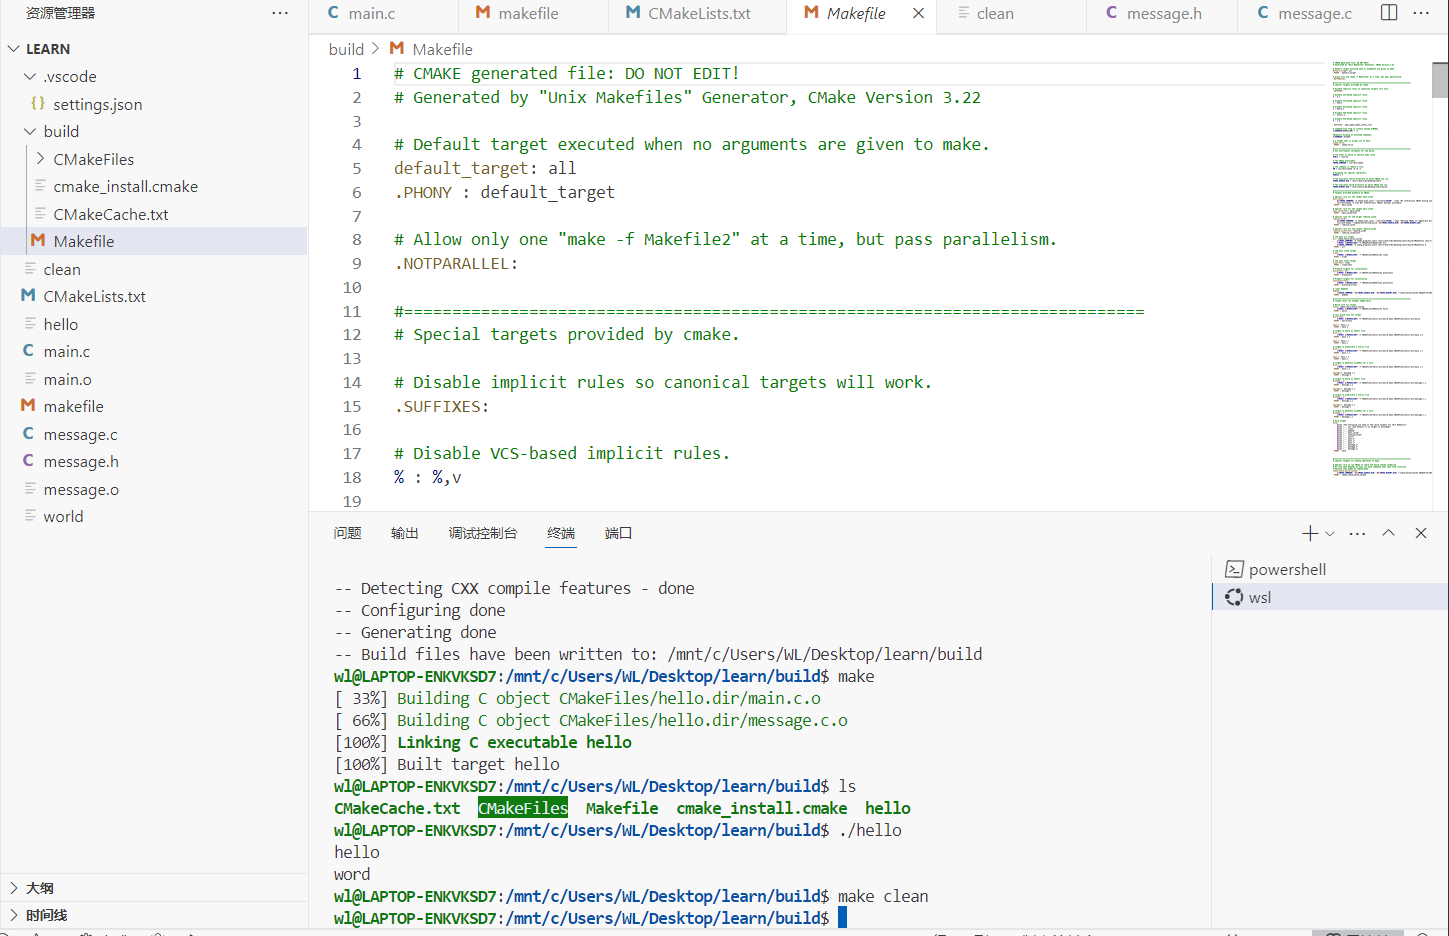 资源管理器
LEARN
.vscode
{} settings.json
build
CMakeFiles
cmake_install.cmake
CMakeCache.txt
M Makefile
clean
M CMakeLists.txt
hello
C main.c
main.o
M makefile
C message.c
C message.h
message.o
world
大纲
时间线
C main.c
M makefile
M CMakeLists.txt
M Makefile
clean
C message.h
C message.c
build > M Makefile
1 # CMAKE generated file: DO NOT EDIT!
2 # Generated by "Unix Makefiles" Generator, CMake Version 3.22
3
4 # Default target executed when no arguments are given to make.
5 default_target: all
6 .PHONY : default_target
7
8 # Allow only one "make -f Makefile2" at a time, but pass parallelism.
9 .NOTPARALLEL:
10
11 #=============================================================================
12 # Special targets provided by cmake.
13
14 # Disable implicit rules so canonical targets will work.
15 .SUFFIXES:
16
17 # Disable VCS-based implicit rules.
18 % : %,v
19
问题 输出 调试控制台 终端 端口
-- Detecting CXX compile features - done
-- Configuring done
-- Generating done
-- Build files have been written to: /mnt/c/Users/WL/Desktop/learn/build
wl@LAPTOP-ENKVKSD7:/mnt/c/Users/WL/Desktop/learn/build$ make
[ 33%] Building C object CMakeFiles/hello.dir/main.c.o
[ 66%] Building C object CMakeFiles/hello.dir/message.c.o
[100%] Linking C executable hello
[100%] Built target hello
wl@LAPTOP-ENKVKSD7:/mnt/c/Users/WL/Desktop/learn/build$ ls
CMakeCache.txt CMakeFiles Makefile cmake_install.cmake hello
wl@LAPTOP-ENKVKSD7:/mnt/c/Users/WL/Desktop/learn/build$ ./hello
hello
word
wl@LAPTOP-ENKVKSD7:/mnt/c/Users/WL/Desktop/learn/build$ make clean
wl@LAPTOP-ENKVKSD7:/mnt/c/Users/WL/Desktop/learn/build$
powershell
wsl